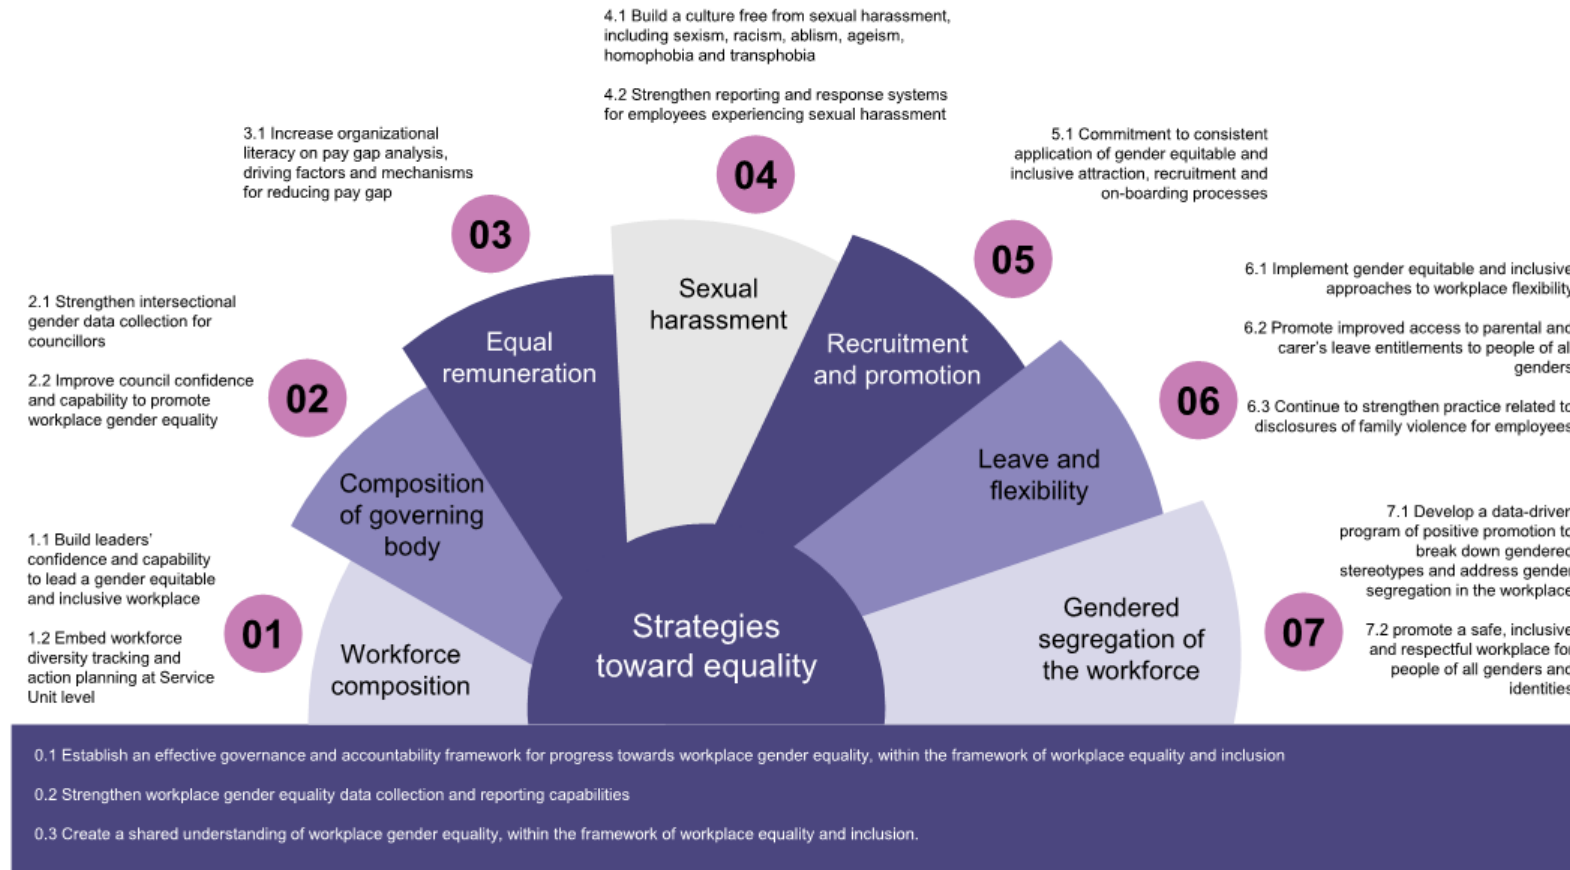 4.1 Build a culture free from sexual harassment,
including sexism, racism, ablism, ageism,
homophobia and transphobia
4.2 Strengthen reporting and response systems
for employees experiencing sexual harassment
3.1 Increase organizational
literacy on pay gap analysis,
driving factors and mechanisms
for reducing pay gap
5.1 Commitment to consistent
application of gender equitable and
inclusive attraction, recruitment and
on-boarding processes
2.1 Strengthen intersectional
gender data collection for
councillors
2.2 Improve council confidence
and capability to promote
workplace gender equality
6.1 Implement gender equitable and inclusive
approaches to workplace flexibility
6.2 Promote improved access to parental and
carer's leave entitlements to people of all
genders
6.3 Continue to strengthen practice related to
disclosures of family violence for employees
1.1 Build leaders'
confidence and capability
to lead a gender equitable
and inclusive workplace
1.2 Embed workforce
diversity tracking and
action planning at Service
Unit level
7.1 Develop a data-driven
program of positive promotion to
break down gendered
stereotypes and address gender
segregation in the workplace
7.2 promote a safe, inclusive
and respectful workplace for
people of all genders and
identities
01
02
03
04
05
06
07
Workforce
composition
Composition
of governing
body
Equal
remuneration
Sexual
harassment
Recruitment
and promotion
Leave and
flexibility
Gendered
segregation of
the workforce
Strategies
toward equality
0.1 Establish an effective governance and accountability framework for progress towards workplace gender equality, within the framework of workplace equality and inclusion
0.2 Strengthen workplace gender equality data collection and reporting capabilities
0.3 Create a shared understanding of workplace gender equality, within the framework of workplace equality and inclusion.